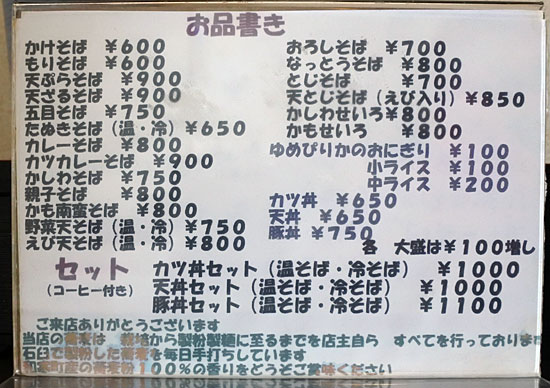 お品書き
かけそば ¥600
もりそば ¥600
天ぷらそば ¥900
天ざるそば ¥900
五目そば ¥750
たぬきそば(温・冷)¥650
カレーそば ¥800
カツカレーそば ¥900
かしわそば ¥750
親子そば ¥800
かも南蛮そば ¥800
野菜天そば(温・冷)¥750
えび天そば(温・冷)¥800
おろしそば ¥700
なっとうそば ¥800
とじそば ¥700
天とじそば(えび入り)¥850
かしわせいろ¥800
かもせいろ ¥800
ゆめぴりかのおにぎり ¥100
小ライス ¥100
中ライス ¥200
カツ丼 ¥650
天丼 ¥650
豚丼 ¥750
各 大盛は¥100増し
セット
(コーヒー付き)
カツ丼セット(温そば・冷そば) ¥1000
天丼セット(温そば・冷そば) ¥1000
豚丼セット(温そば・冷そば) ¥1100
ご来店ありがとうございます
当店の蕎麦は から製粉製麺に至るまでを店主自ら すべてを行っております
石臼で製粉した蕎麦を毎日手打ちしています
町産の蕎麦粉100%の香りをどうぞご賞味ください